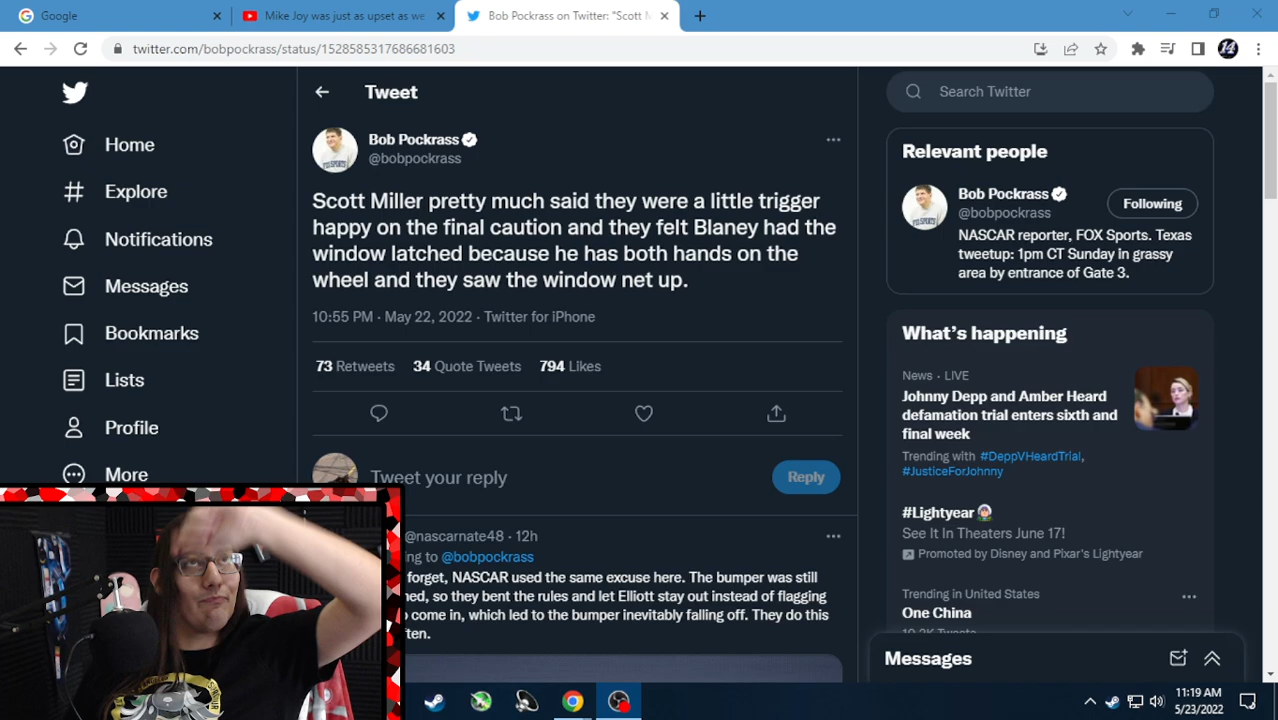 Google
Mike Joy was just as upset as we
Bob Pockrass on Twitter: "Scott M
twitter.com/bobpockrass/status/1528585317686681603
Home
Explore
Notifications
Messages
Bookmarks
Lists
Profile
More
Tweet
Bob Pockrass
@bobpockrass
Scott Miller pretty much said they were a little trigger
happy on the final caution and they felt Blaney had the
window latched because he has both hands on the
wheel and they saw the window net up.
10:55 PM · May 22, 2022 · Twitter for iPhone
73 Retweets 34 Quote Tweets 794 Likes
Tweet your reply
Reply
@nascarnate48 · 12h
@bobpockrass
forget, NASCAR used the same excuse here. The bumper was still
so they bent the rules and let Elliott stay out instead of flagging
come in, which led to the bumper inevitably falling off. They do this
Search Twitter
Relevant people
Bob Pockrass
@bobpockrass
Following
NASCAR reporter, FOX Sports. Texas
tweetup: 1pm CT Sunday In grassy
area by entrance of Gate 3.
What's happening
News · LIVE
Johnny Depp and Amber Heard
defamation trial enters sixth and
final week
Trending with #DeppVHeardTrial,
#JusticeForJohnny
#Lightyear
See It In Theaters June 17!
Promoted by Disney and Pixar's Lightyear
Trending in United States
One China
Messages
11:19 AM
5/23/2022